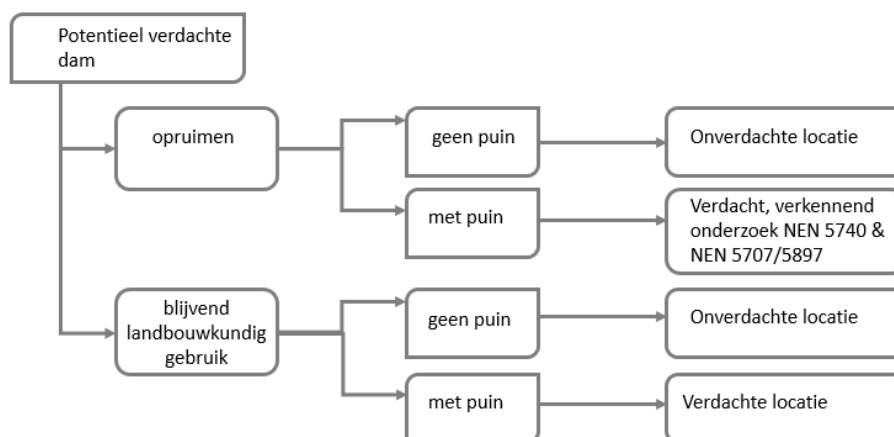 Potentieel verdachte
dam
opruimen
geen puin
Onverdachte locatie
met puin
Verdacht, verkennend
onderzoek NEN 5740 &
NEN 5707/5897
blijvend
landbouwkundig
gebruik
geen puin
Onverdachte locatie
met puin
Verdachte locatie